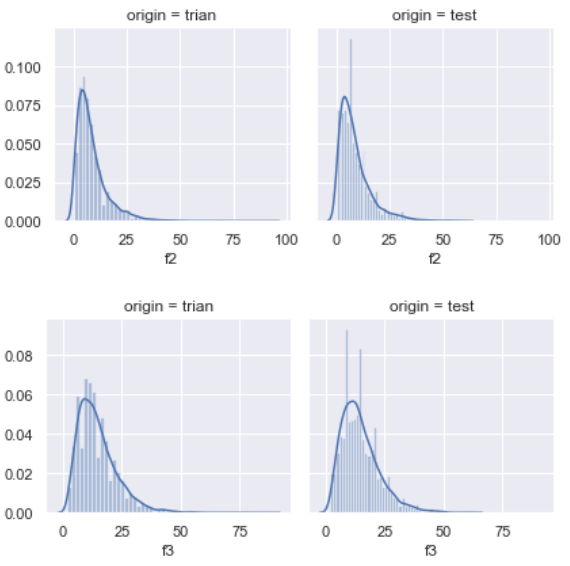 origin = trian origin = test
0.100
0.075
0.050
0.025
0.000
0 25 50 75 100 0 25 50 75 100
f2 f2
origin = trian origin = test
0.08
0.06
0.04
0.02
0.00
0 25 50 75 0 25 50 75
f3 f3